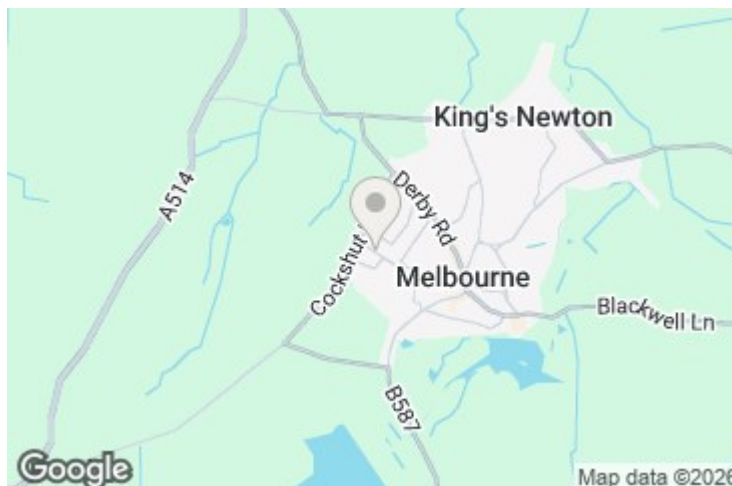 King's Newton
A514
Derby Rd
Cockshut
Melbourne
Blackwell Ln
B587
Google
Map data ©2026